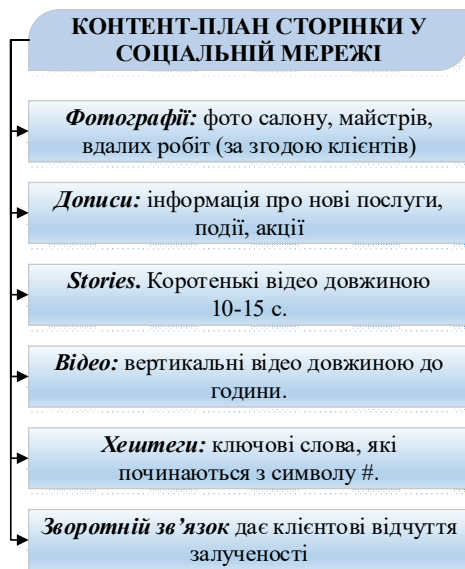 КОНТЕНТ-ПЛАН СТОРІНКИ У
СОЦІАЛЬНІЙ МЕРЕЖІ
Фотографії: фото салону, майстрів,
вдалих робіт (за згодою клієнтів)
Дописи: інформація про нові послуги,
події, акції
Stories. Коротенькі відео довжиною
10-15 с.
Відео: вертикальні відео довжиною до
години.
Хештеги: ключові слова, які
починаються з символу #.
Зворотній зв’язок дає клієнтові відчуття
залученості